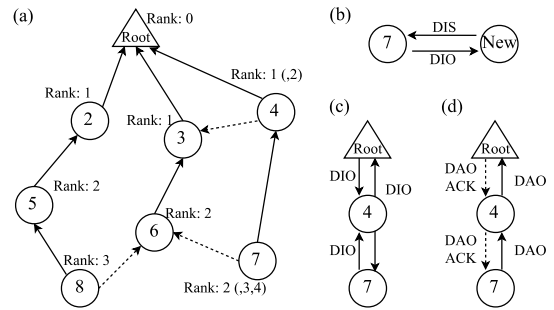 (a)
Rank: 0
Root
Rank: 1 (,2)
Rank: 1
2
Rank: 1
3
4
Rank: 2
5
Rank: 2
6
7
Rank: 3
8
Rank: 2 (,3,4)
(b)
7
DIS
DIO
New
(c)
Root
DIO
DIO
4
DIO
7
(d)
Root
DAO
ACK
DAO
4
DAO
ACK
DAO
7